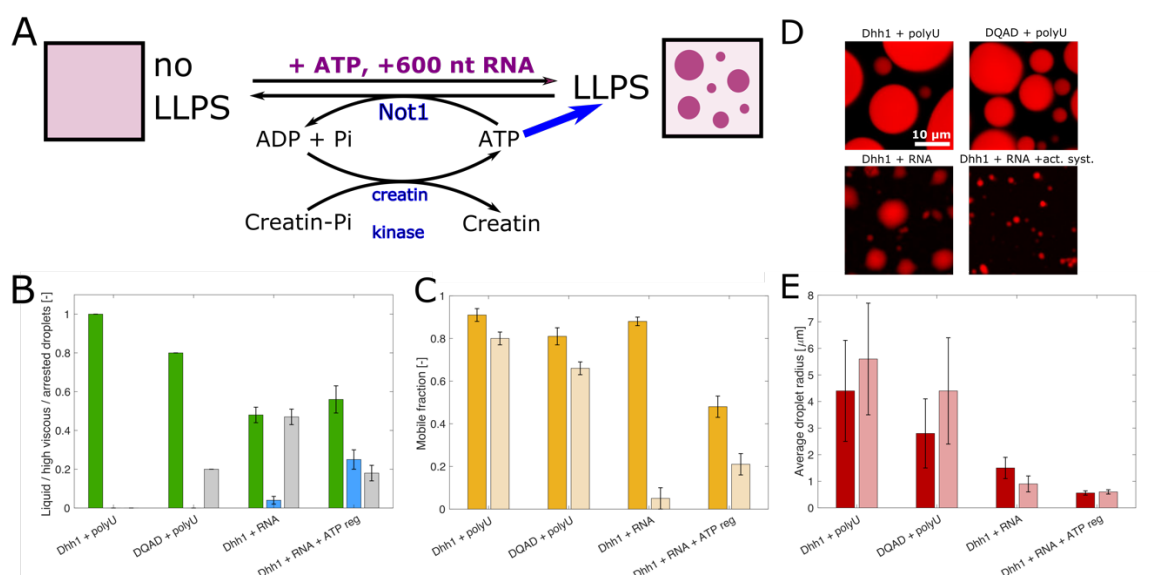 A
no
LLPS
+ ATP, +600 nt RNA
LLPS
Not1
ADP + Pi
ATP
creatin
kinase
Creatin-Pi
Creatin
D
Dhh1 + polyU
DQAD + polyU
10 µm
Dhh1 + RNA
Dhh1 + RNA +act. syst.
B
Liquid / high viscous / arrested droplets [-]
1
0.8
0.6
0.4
0.2
0
Dhh1 + polyU
DQAD + polyU
Dhh1 + RNA
Dhh1 + RNA + ATP reg
C
Mobile fraction [-]
1
0.8
0.6
0.4
0.2
0
Dhh1 + polyU
DQAD + polyU
Dhh1 + RNA
Dhh1 + RNA + ATP reg
E
Average droplet radius [µm]
8
7
6
5
4
3
2
1
0
Dhh1 + polyU
DQAD + polyU
Dhh1 + RNA
Dhh1 + RNA + ATP reg